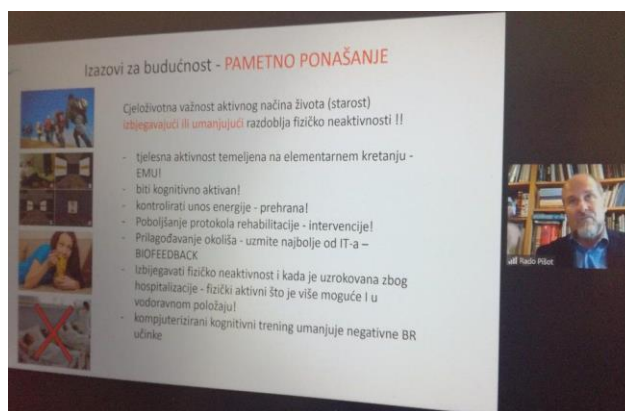 Izazovi za budućnost - PAMETNO PONAŠANJE
Cjeloživotna važnost aktivnog načina života (starost)
izbjegavajući ili umanjujući razdoblja fizičko neaktivnosti !!
- tjelesna aktivnost temeljena na elementarnem kretanju -
EMU!
- biti kognitivno aktivan!
- kontrolirati unos energije - prehrana!
- Poboljšanje protokola rehabilitacije - intervencije!
- Prilagođavanje okoliša - uzmite najbolje od IT-a –
BIOFEEDBACK
- Izbjegavati fizičko neaktivnost i kada je uzrokovana zbog
hospitalizacije - fizički aktivni što je više moguće I u
vodoravnom položaju!
- kompjuterizirani kognitivni trening umanjuje negativne BR
učinke
Rado Pišot